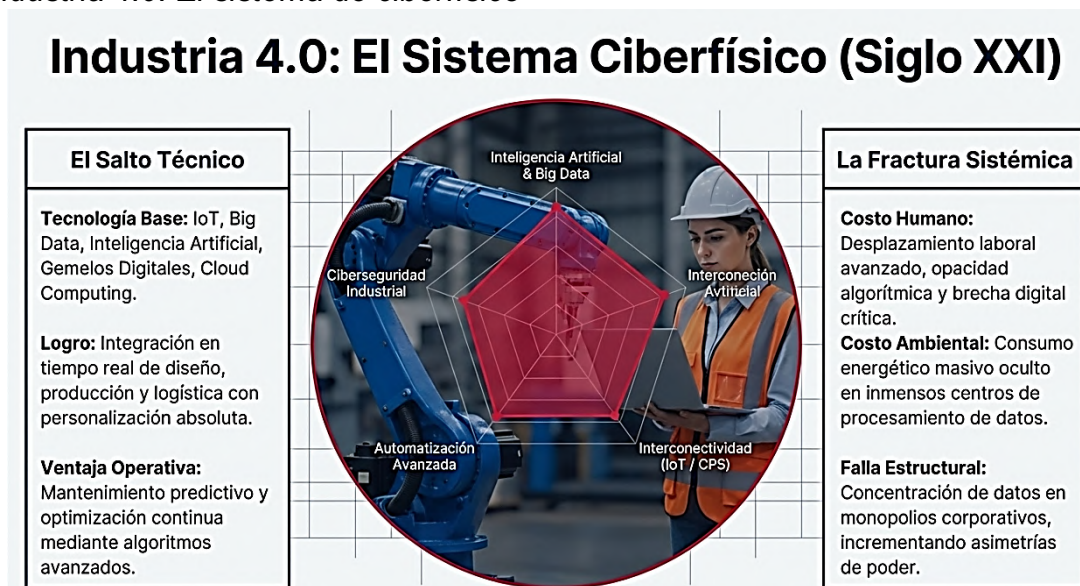 Industria 4.0: El Sistema Ciberfísico (Siglo XXI)
El Salto Técnico
Tecnología Base: IoT, Big
Data, Inteligencia Artificial,
Gemelos Digitales, Cloud
Computing.
Logro: Integración en
tiempo real de diseño,
producción y logística con
personalización absoluta.
Ventaja Operativa:
Mantenimiento predictivo y
optimización continua
mediante algoritmos
avanzados.
Inteligencia Artificial
& Big Data
Ciberseguridad
Industrial
Interconeción
Avtificial
Automatización
Avanzada
Interconectividad
(IoT / CPS)
La Fractura Sistémica
Costo Humano:
Desplazamiento laboral
avanzado, opacidad
algorítmica y brecha digital
crítica.
Costo Ambiental: Consumo
energético masivo oculto
en inmensos centros de
procesamiento de datos.
Falla Estructural:
Concentración de datos en
monopolios corporativos,
incrementando asimetrías
de poder.